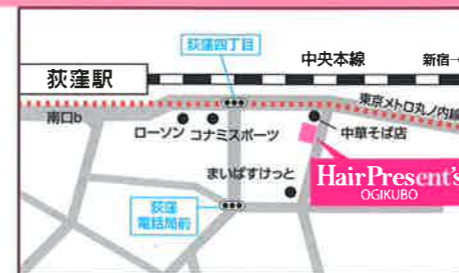 荻窪四丁目
中央本線
新宿→
荻窪駅
東京メトロ丸ノ内線
南口b
ローソン
コナミスポーツ
中華そば店
まいばすけっと
HairPresent's
OGIKUBO
荻窪
電話局前